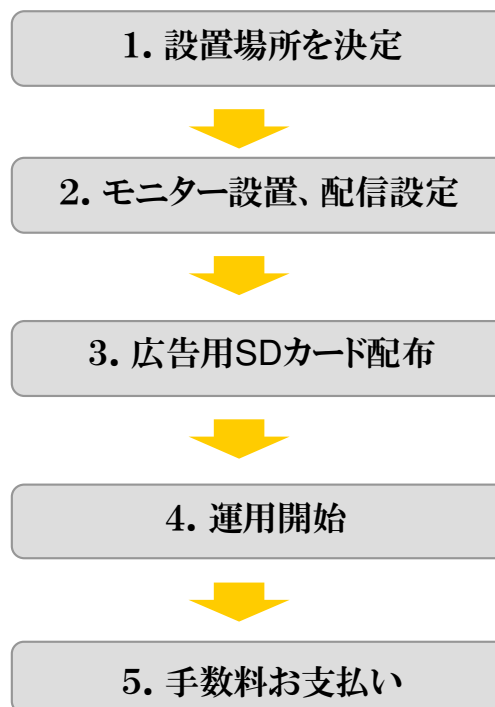 1. 設置場所を決定
2. モニター設置、配信設定
3. 広告用SDカード配布
4. 運用開始
5. 手数料お支払い